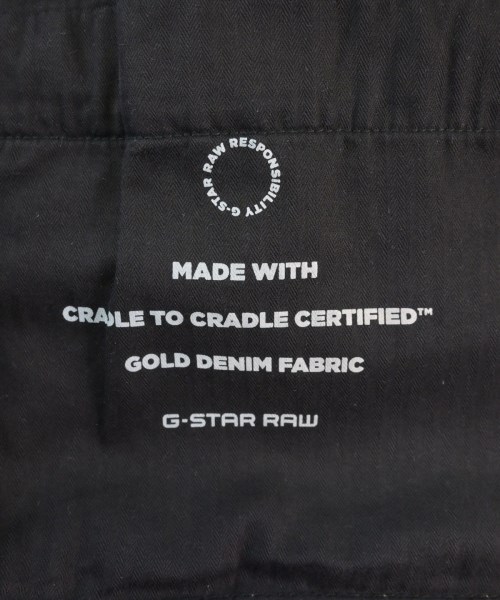 G-STAR RAW RESPONSIBILITY
MADE WITH
CRADLE TO CRADLE CERTIFIED™
GOLD DENIM FABRIC
G-STAR RAW